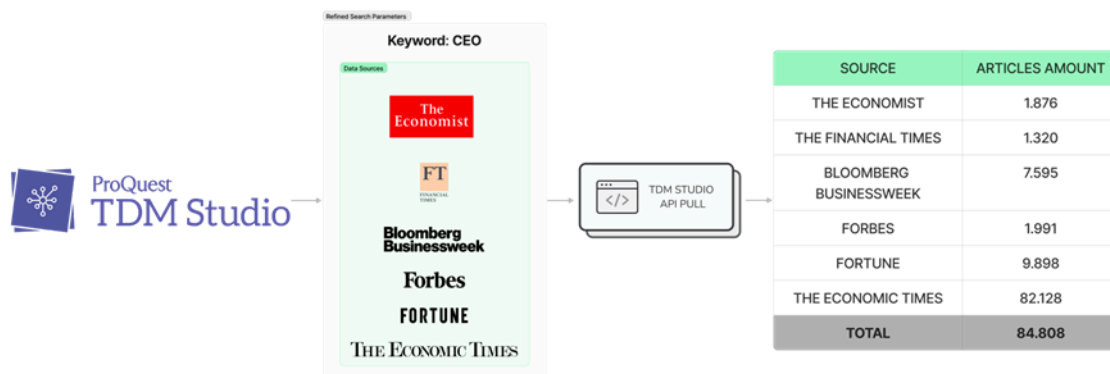 Refined Search Parameters
Keyword: CEO
Data Sources
The
Economist
FT
FINANCIAL
TIMES
Bloomberg
Businessweek
Forbes
FORTUNE
THE ECONOMIC TIMES
ProQuest
TDM Studio
</>
TDM STUDIO
API PULL
SOURCE ARTICLES AMOUNT
THE ECONOMIST 1.876
THE FINANCIAL TIMES 1.320
BLOOMBERG
BUSINESSWEEK 7.595
FORBES 1.991
FORTUNE 9.898
THE ECONOMIC TIMES 82.128
TOTAL 84.808